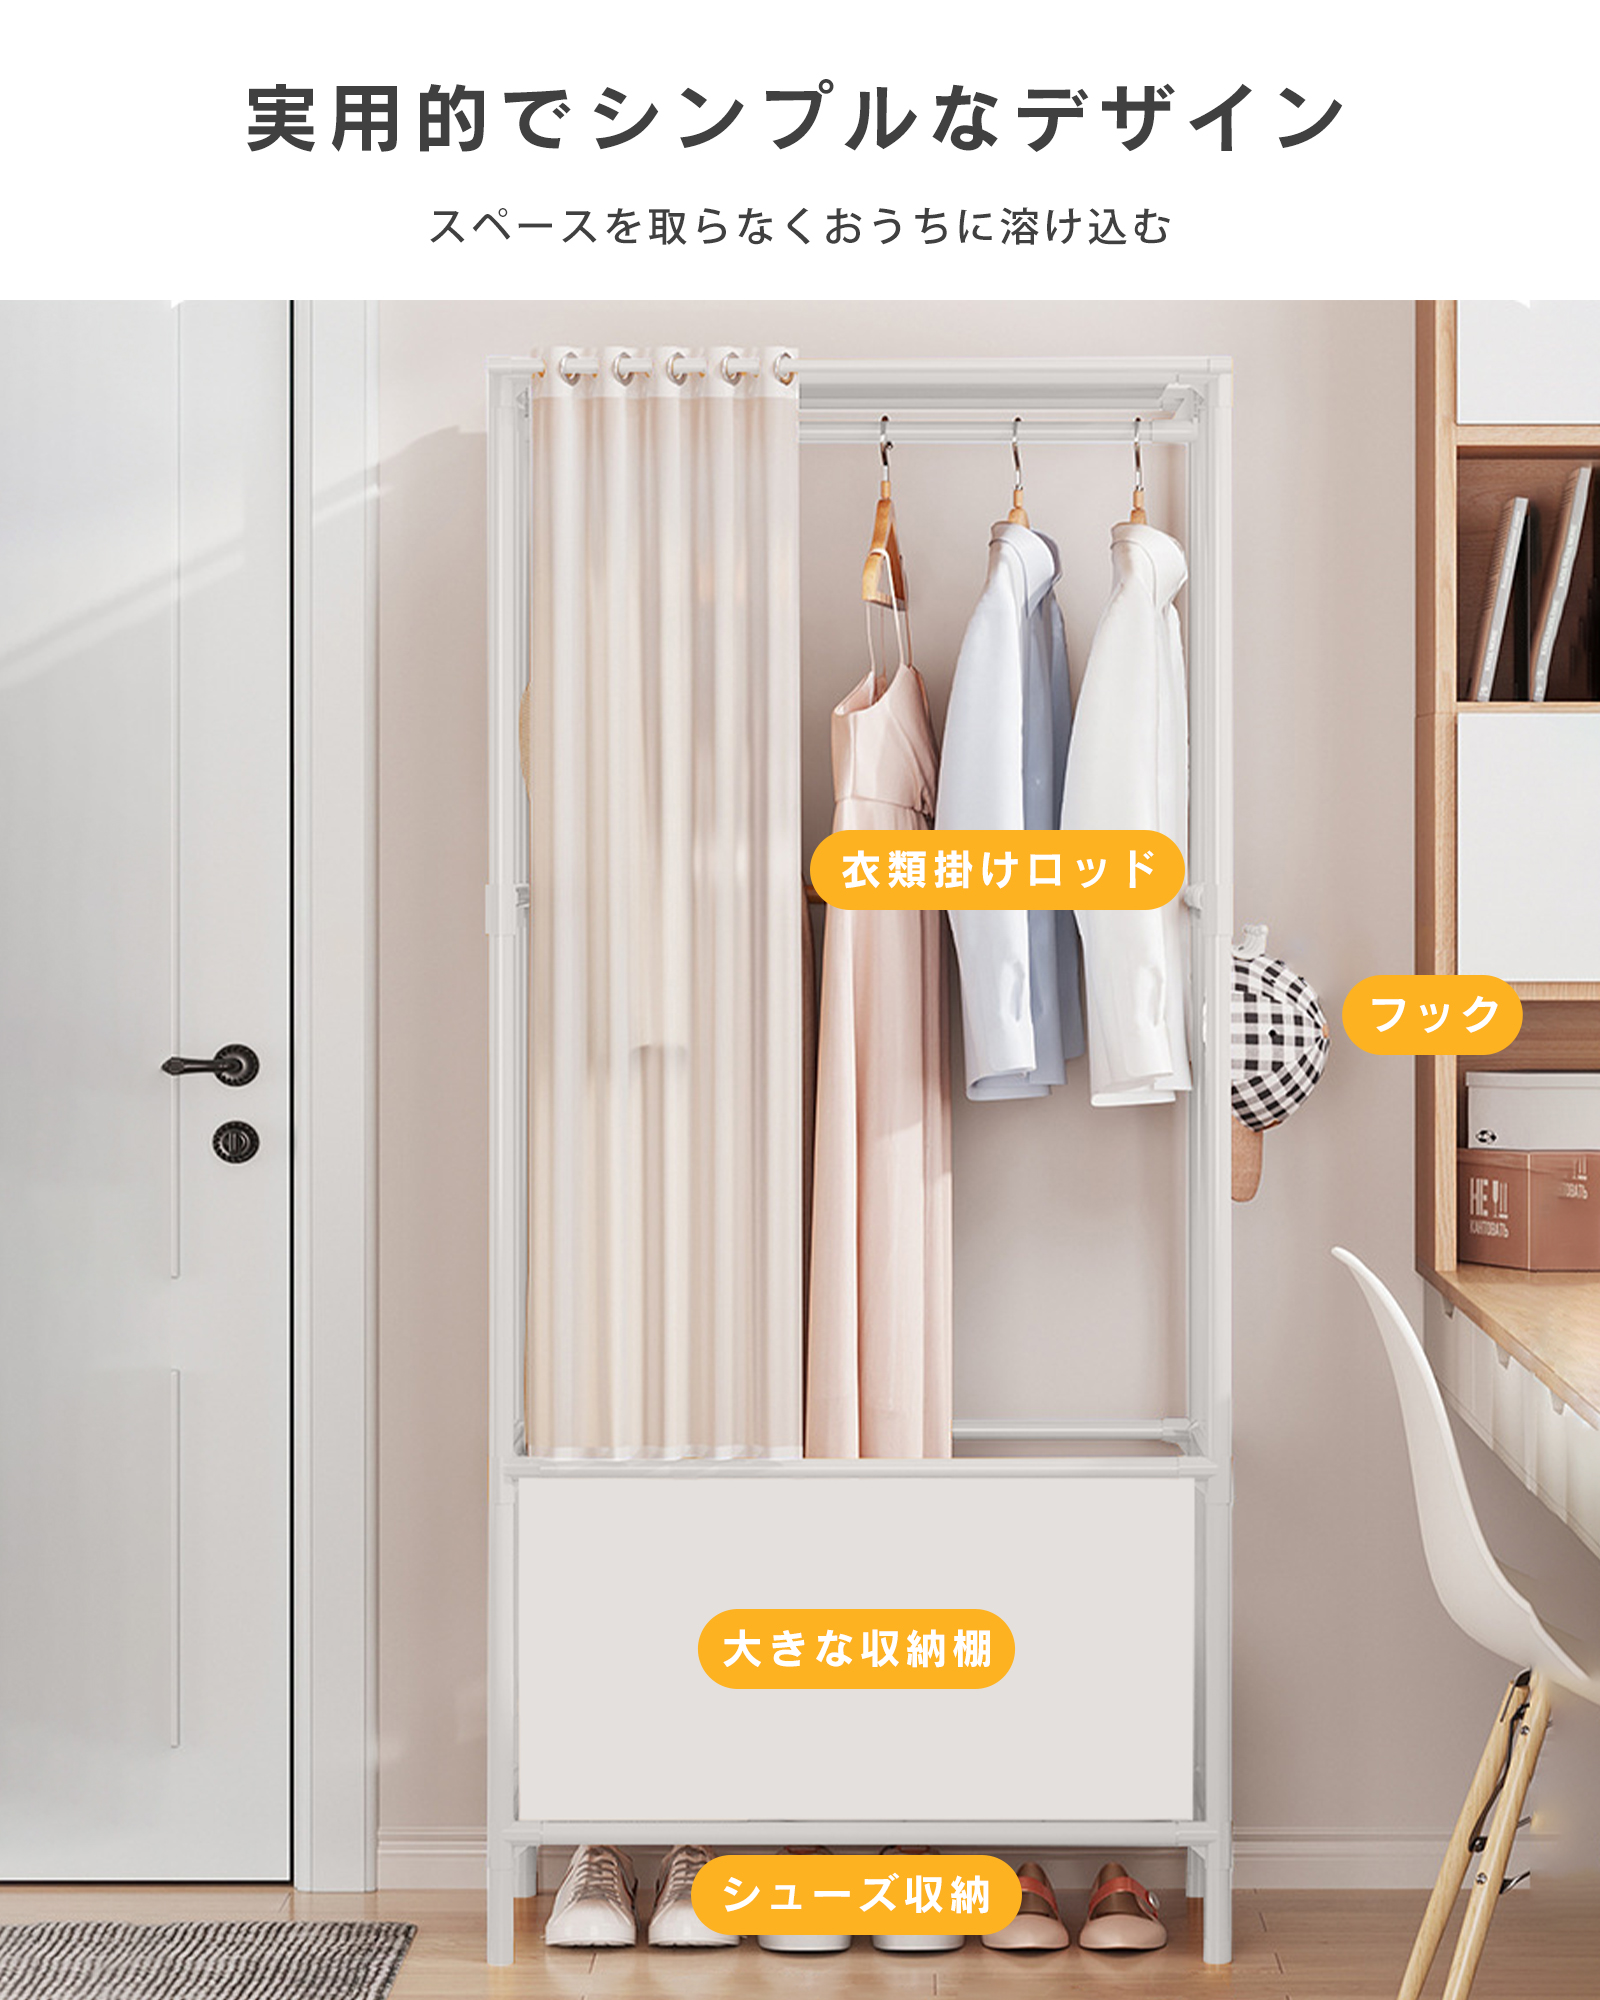 実用的でシンプルなデザイン
スペースを取らなくおうちに溶け込む
衣類掛けロッド
フック
НЕ
КАНТОВАТЬ
大きな収納棚
シューズ収納